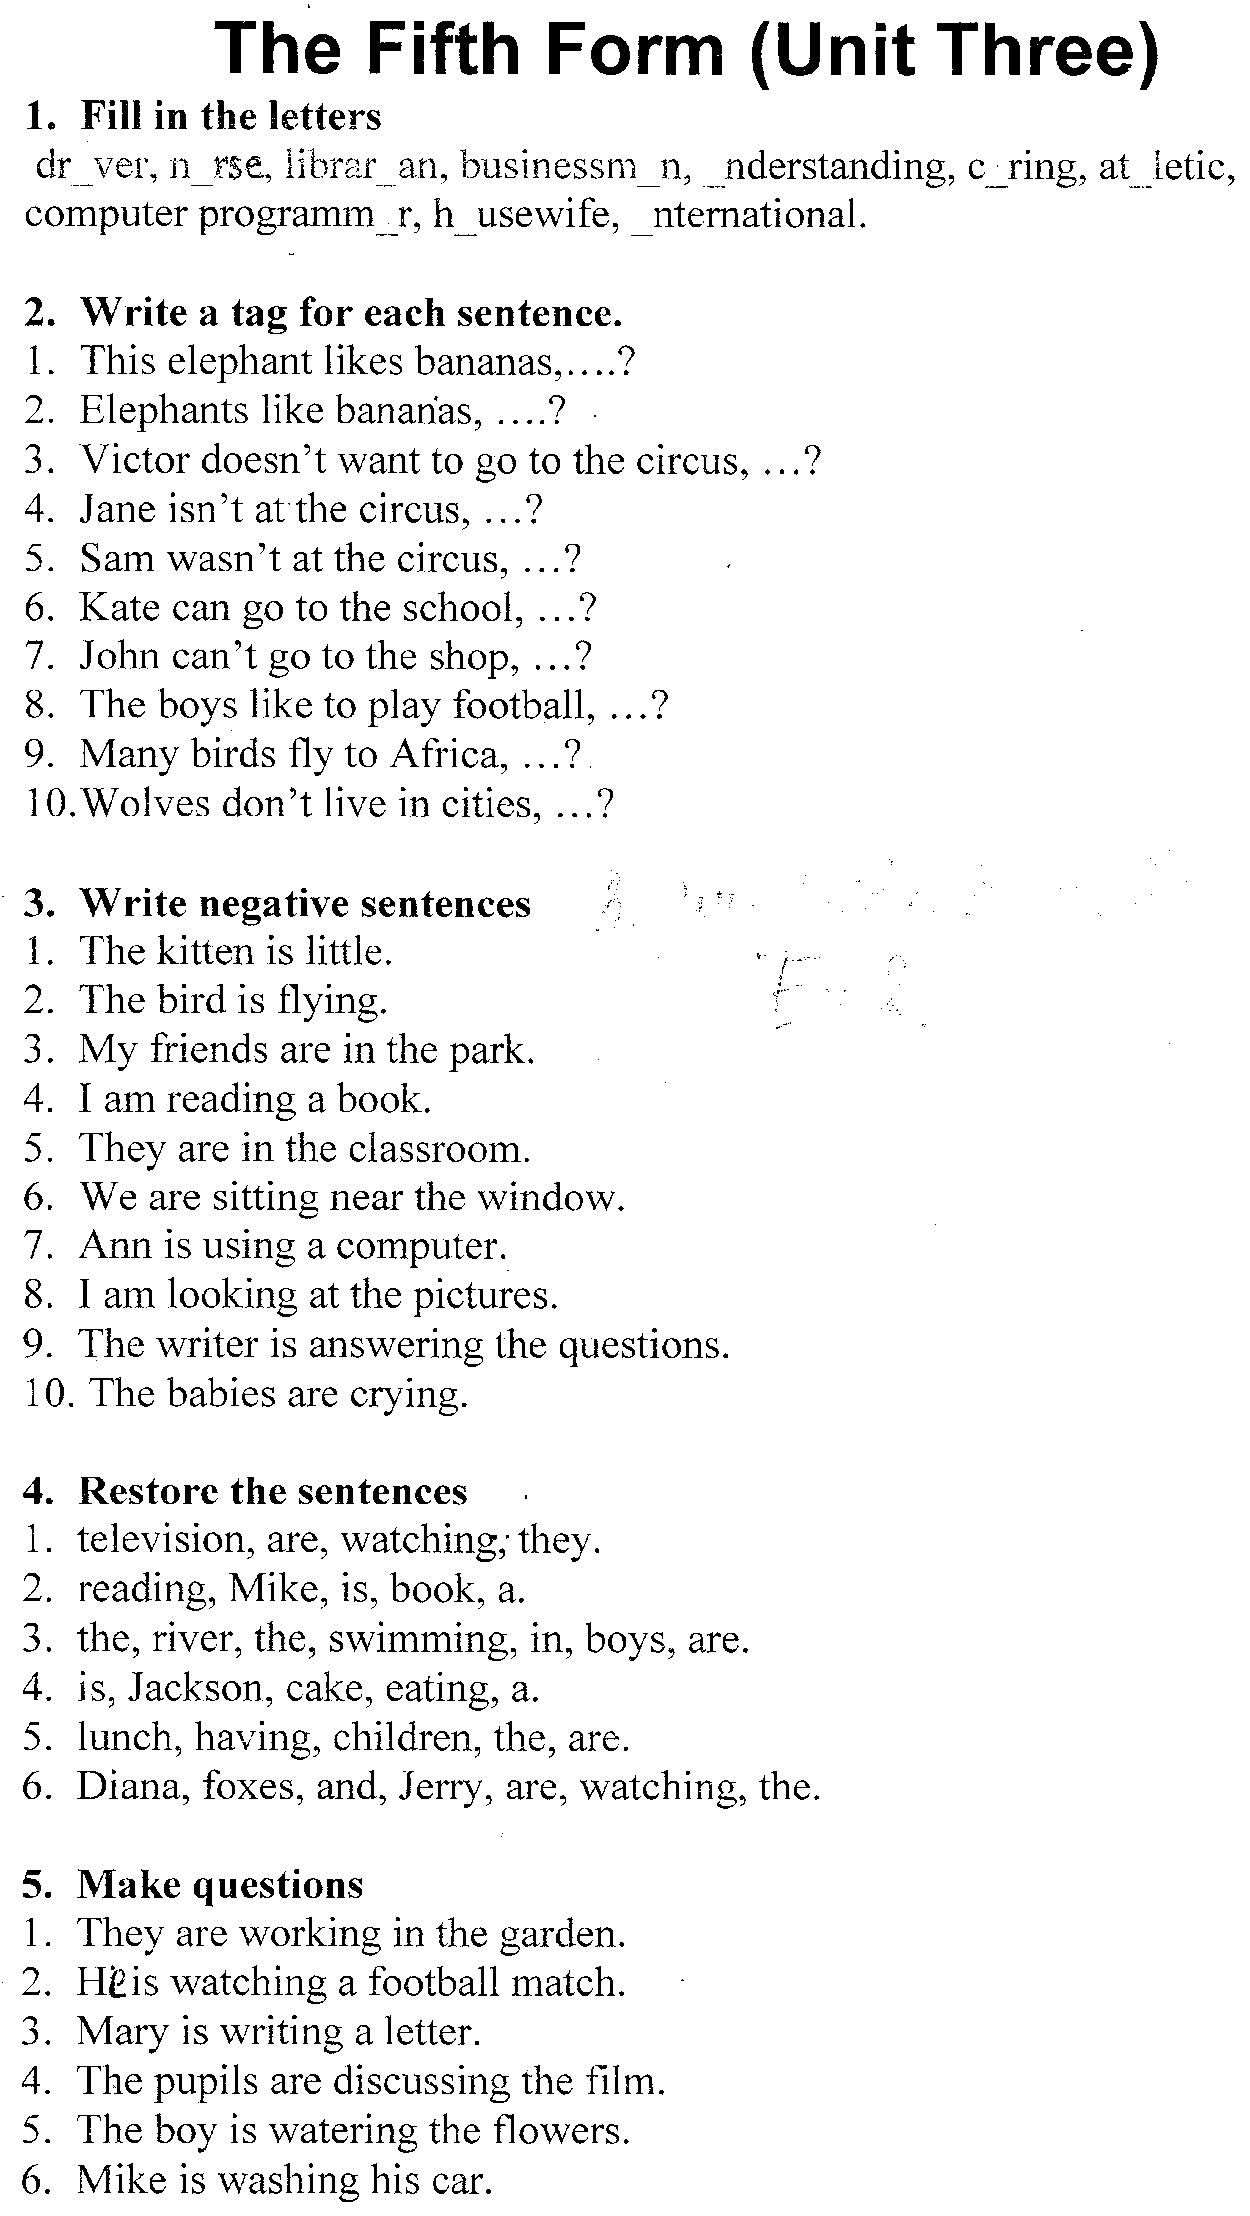 The Fifth Form (Unit Three)
1. Fill in the letters
dr_ver, n_rse, librar_an, businessm_n, _nderstanding, c_ring, at_letic,
computer programm_r, h_usewife, _nternational.
2. Write a tag for each sentence.
1. This elephant likes bananas,....?
2. Elephants like bananas, ....?
3. Victor doesn't want to go to the circus, ...?
4. Jane isn't at the circus, ...?
5. Sam wasn't at the circus, ...?
6. Kate can go to the school, ...?
7. John can't go to the shop, ...?
8. The boys like to play football, ...?
9. Many birds fly to Africa, ...?
10.Wolves don't live in cities, ...?
3. Write negative sentences
1. The kitten is little.
2. The bird is flying.
3. My friends are in the park.
4. I am reading a book.
5. They are in the classroom.
6. We are sitting near the window.
7. Ann is using a computer.
8. I am looking at the pictures.
9. The writer is answering the questions.
10. The babies are crying.
4. Restore the sentences
1. television, are, watching, they.
2. reading, Mike, is, book, a.
3. the, river, the, swimming, in, boys, are.
4. is, Jackson, cake, eating, a.
5. lunch, having, children, the, are.
6. Diana, foxes, and, Jerry, are, watching, the.
5. Make questions
1. They are working in the garden.
2. He is watching a football match.
3. Mary is writing a letter.
4. The pupils are discussing the film.
5. The boy is watering the flowers.
6. Mike is washing his car.